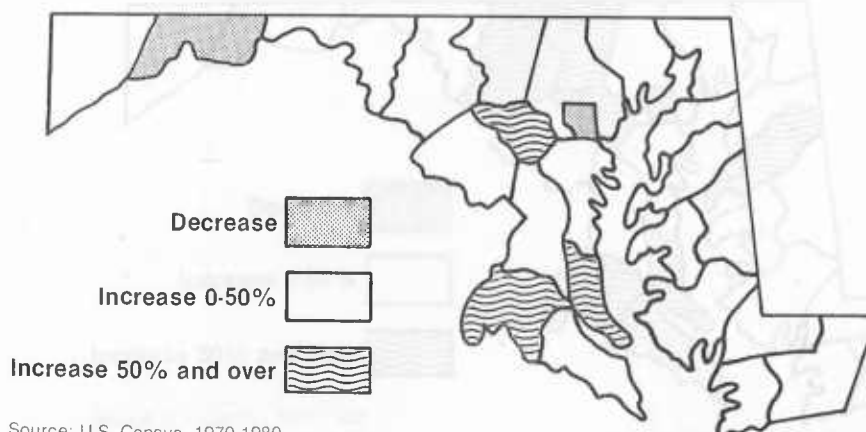 Decrease
Increase 0-50%
Increase 50% and over
Source: U.S. Census, 1970-1980